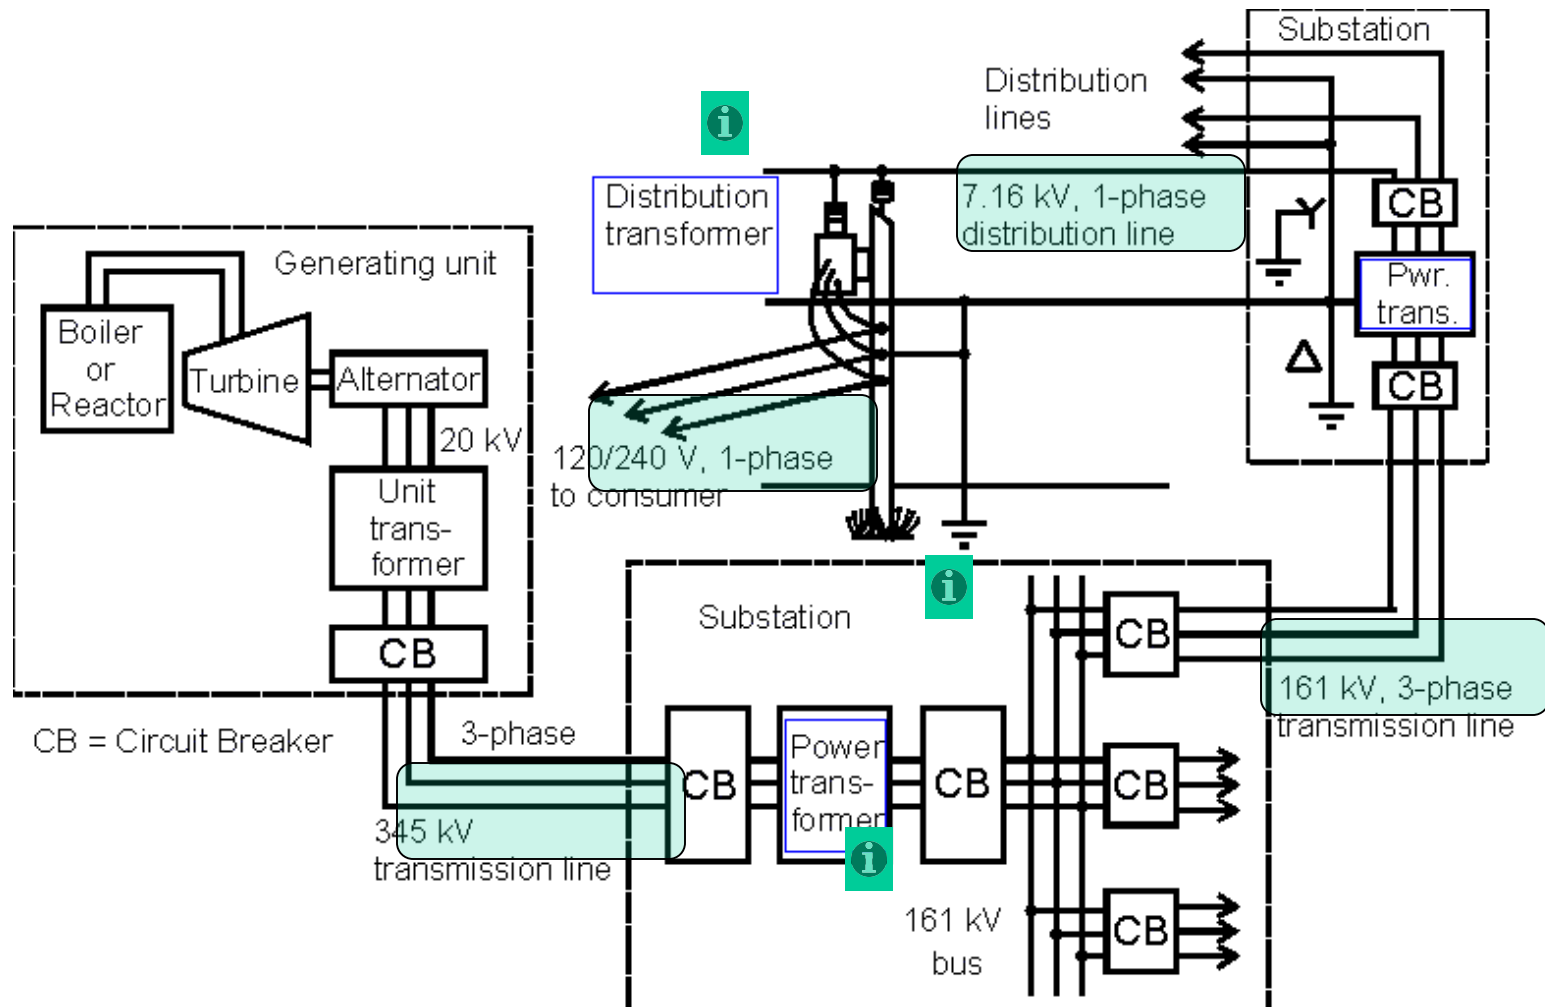 Substation
Distribution
lines
Distribution
transformer
7.16 kV, 1-phase
distribution line
CB
Y
Pwr.
trans.
Δ
CB
Generating unit
Boiler
or
Reactor
Turbine
Alternator
20 kV
Unit
trans-
former
CB
120/240 V, 1-phase
to consumer
CB = Circuit Breaker
3-phase
345 kV
transmission line
Substation
CB
Power
trans-
former
CB
161 kV
bus
CB
CB
CB
161 kV, 3-phase
transmission line
i
i
i